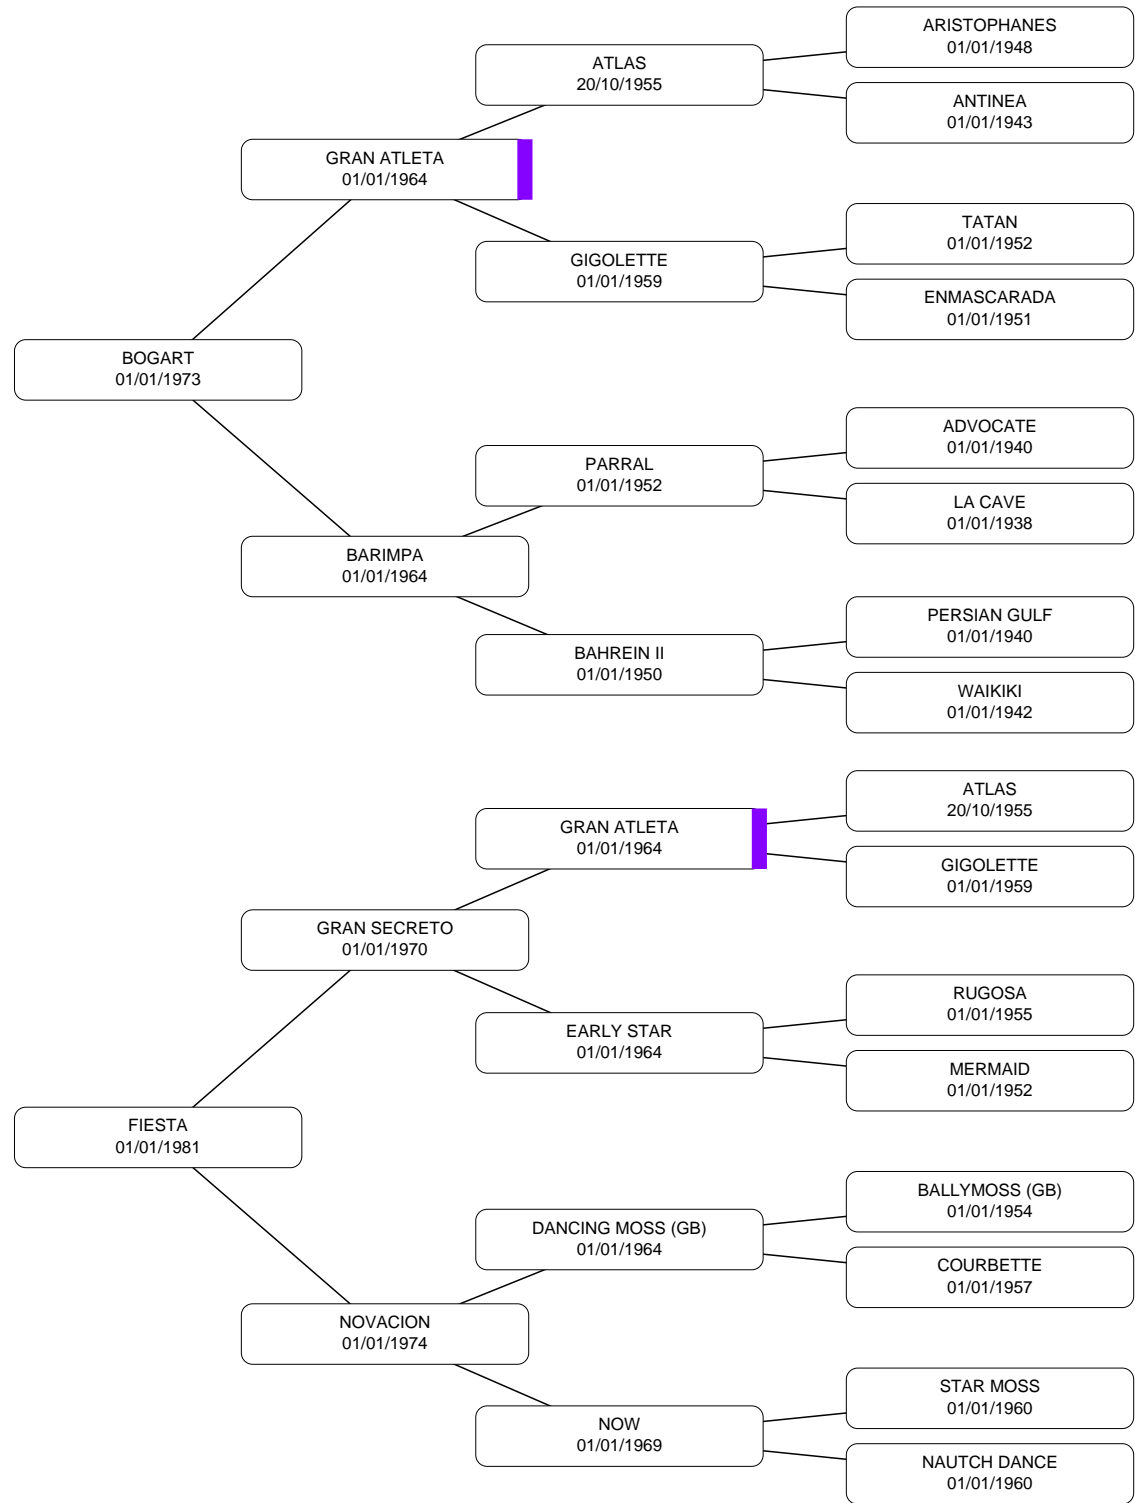 ARISTOPHANES
01/01/1948
ATLAS
20/10/1955
ANTINEA
01/01/1943
GRAN ATLETA
01/01/1964
TATAN
01/01/1952
GIGOLETTE
01/01/1959
ENMASCARADA
01/01/1951
BOGART
01/01/1973
ADVOCATE
01/01/1940
PARRAL
01/01/1952
LA CAVE
01/01/1938
BARIMPA
01/01/1964
PERSIAN GULF
01/01/1940
BAHREIN II
01/01/1950
WAIKIKI
01/01/1942
ATLAS
20/10/1955
GRAN ATLETA
01/01/1964
GIGOLETTE
01/01/1959
GRAN SECRETO
01/01/1970
RUGOSA
01/01/1955
EARLY STAR
01/01/1964
MERMAID
01/01/1952
FIESTA
01/01/1981
BALLYMOSS (GB)
01/01/1954
DANCING MOSS (GB)
01/01/1964
COURBETTE
01/01/1957
NOVACION
01/01/1974
STAR MOSS
01/01/1960
NOW
01/01/1969
NAUTCH DANCE
01/01/1960